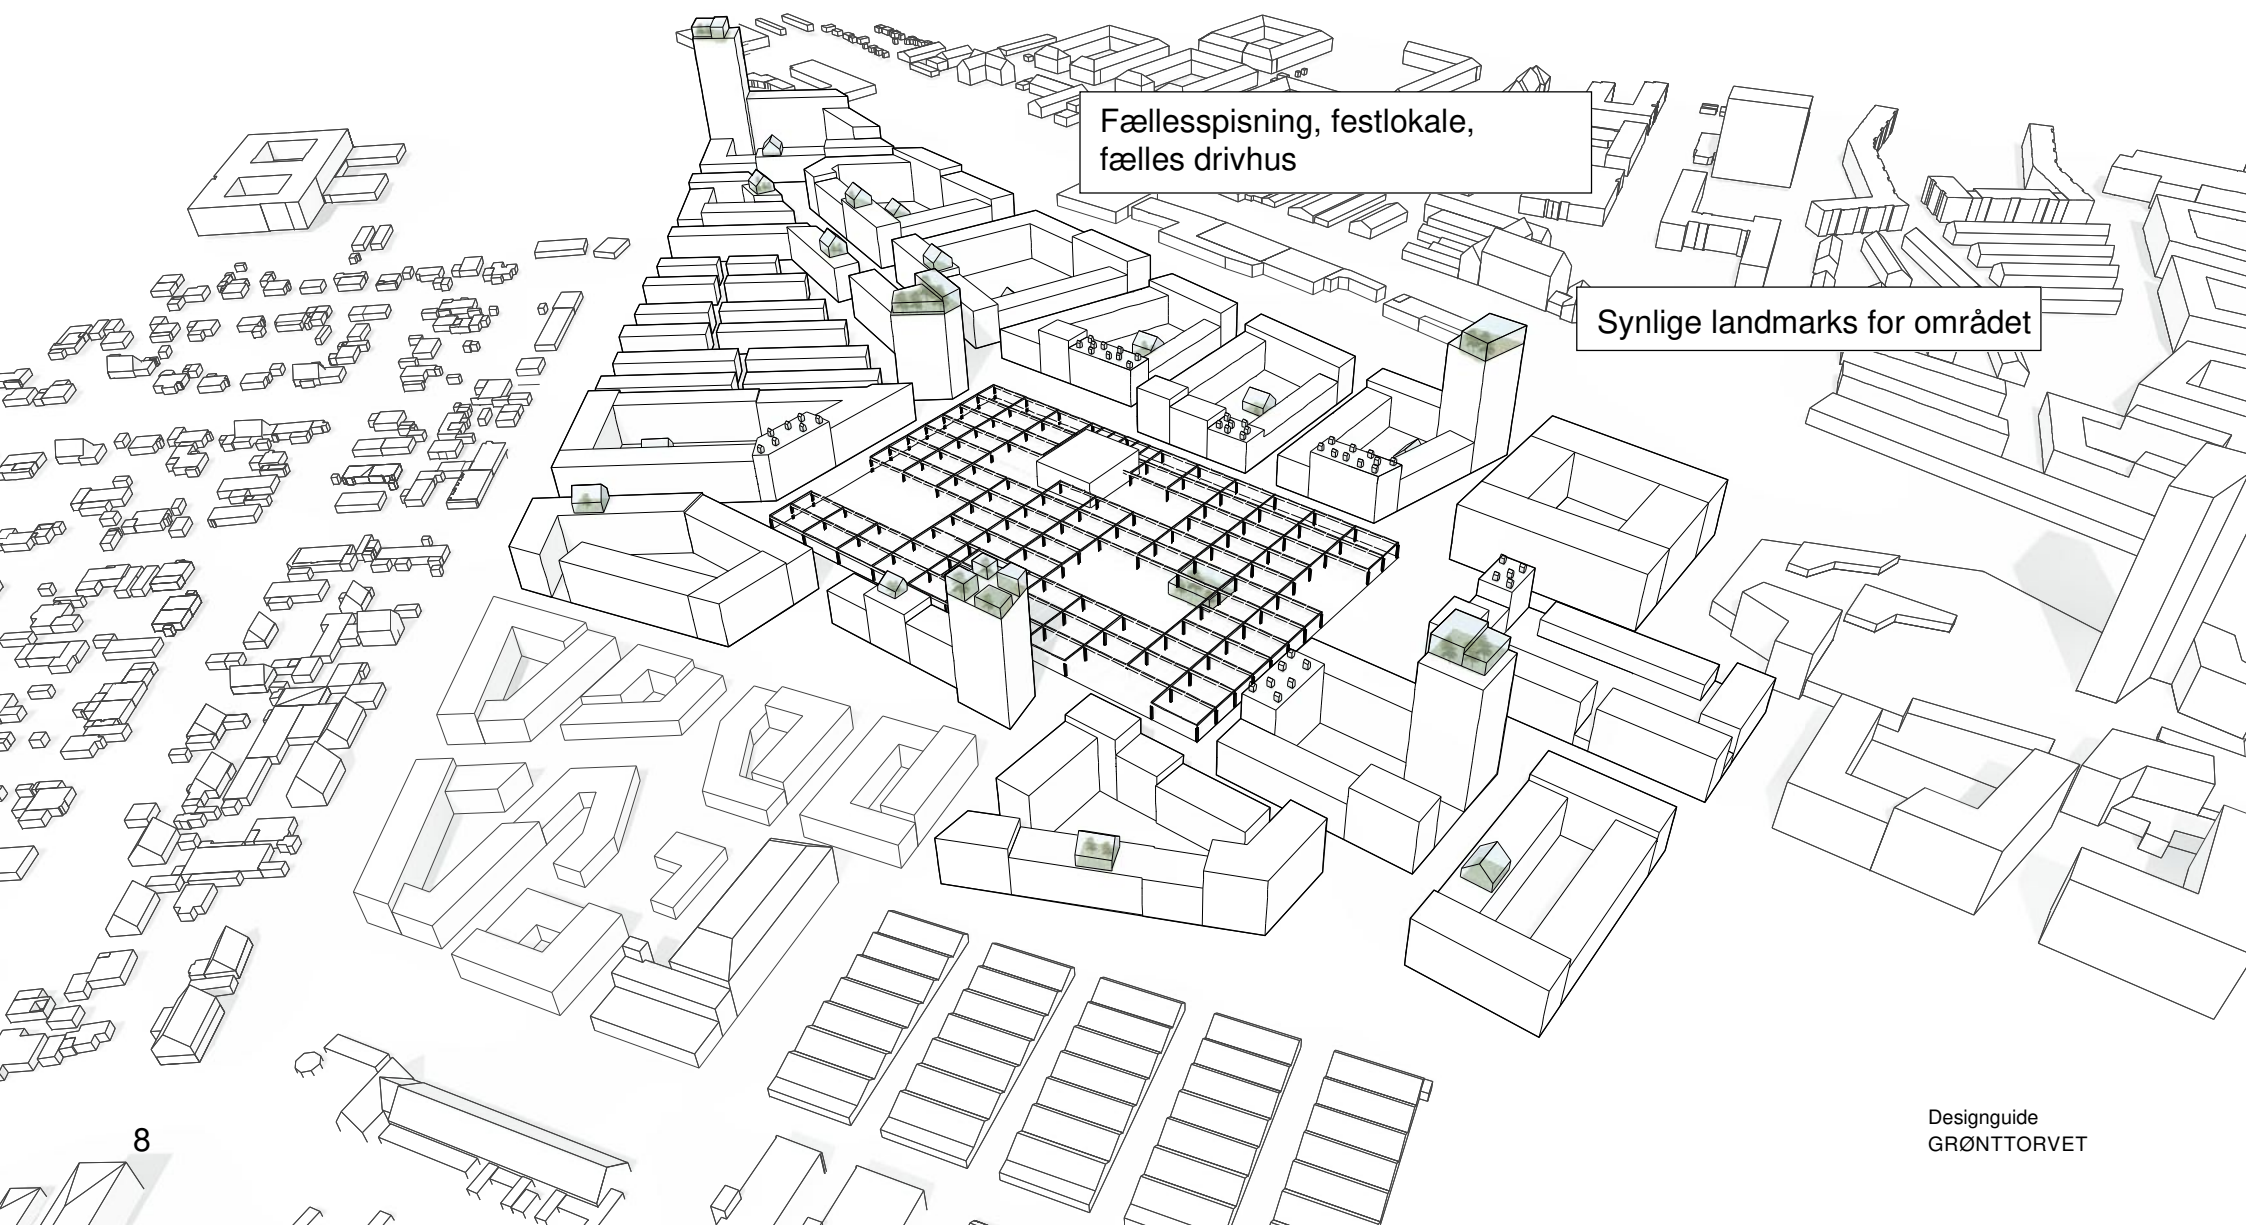 Fællesspisning, festlokale,
fælles drivhus
Synlige landmarks for området
8
Designguide
GRØNTTORVET